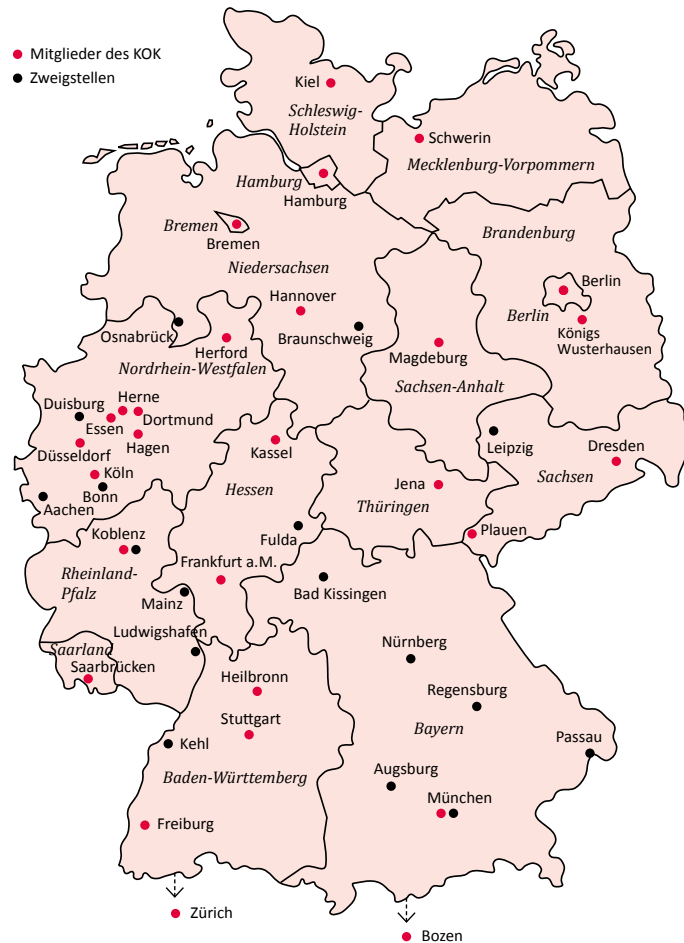 Mitglieder des KOK
Zweigstellen
Kiel
Schleswig-
Holstein
Schwerin
Mecklenburg-Vorpommern
Hamburg
Hamburg
Bremen
Bremen
Niedersachsen
Brandenburg
Berlin
Berlin
Königs
Wusterhausen
Hannover
Braunschweig
Osnabrück
Herford
Nordrhein-Westfalen
Magdeburg
Sachsen-Anhalt
Duisburg
Herne
Essen
Dortmund
Hagen
Düsseldorf
Köln
Bonn
Aachen
Kassel
Hessen
Leipzig
Dresden
Sachsen
Jena
Thüringen
Plauen
Koblenz
Fulda
Rheinland-
Pfalz
Frankfurt a.M.
Mainz
Bad Kissingen
Ludwigshafen
Saarland
Saarbrücken
Nürnberg
Heilbronn
Regensburg
Stuttgart
Bayern
Kehl
Passau
Baden-Württemberg
Augsburg
München
Freiburg
Zürich
Bozen